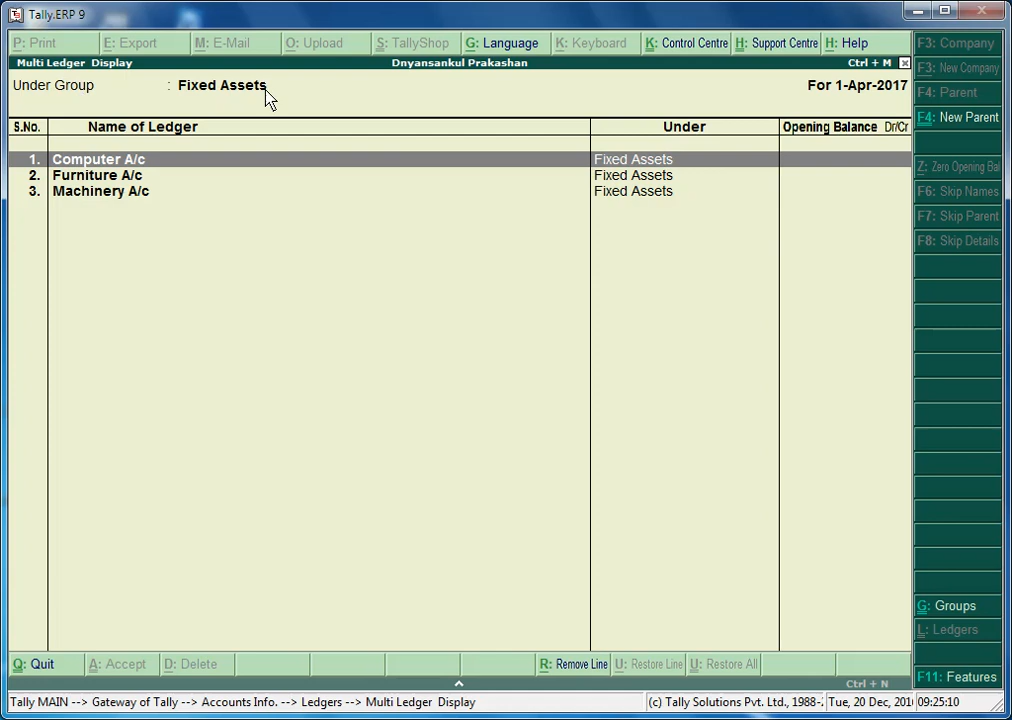 Tally.ERP 9
P: Print E: Export M: E-Mail O: Upload S: TallyShop G: Language K: Keyboard K: Control Centre H: Support Centre H: Help
F3: Company
Multi Ledger Display Dnyansankul Prakashan Ctrl + M
F3: New Company
Under Group : Fixed Assets For 1-Apr-2017
F4: Parent
F4: New Parent
S.No. Name of Ledger Under Opening Balance Dr/Cr
1. Computer A/c Fixed Assets
Z: Zero Opening Bal
2. Furniture A/c Fixed Assets
3. Machinery A/c Fixed Assets
F6: Skip Names
F7: Skip Parent
F8: Skip Details
G: Groups
L: Ledgers
Q: Quit A: Accept D: Delete R: Remove Line U: Restore Line U: Restore All
F11: Features
Ctrl + N
Tally MAIN --> Gateway of Tally --> Accounts Info. --> Ledgers --> Multi Ledger Display (c) Tally Solutions Pvt. Ltd., 1988-2 Tue, 20 Dec, 201 09:25:10